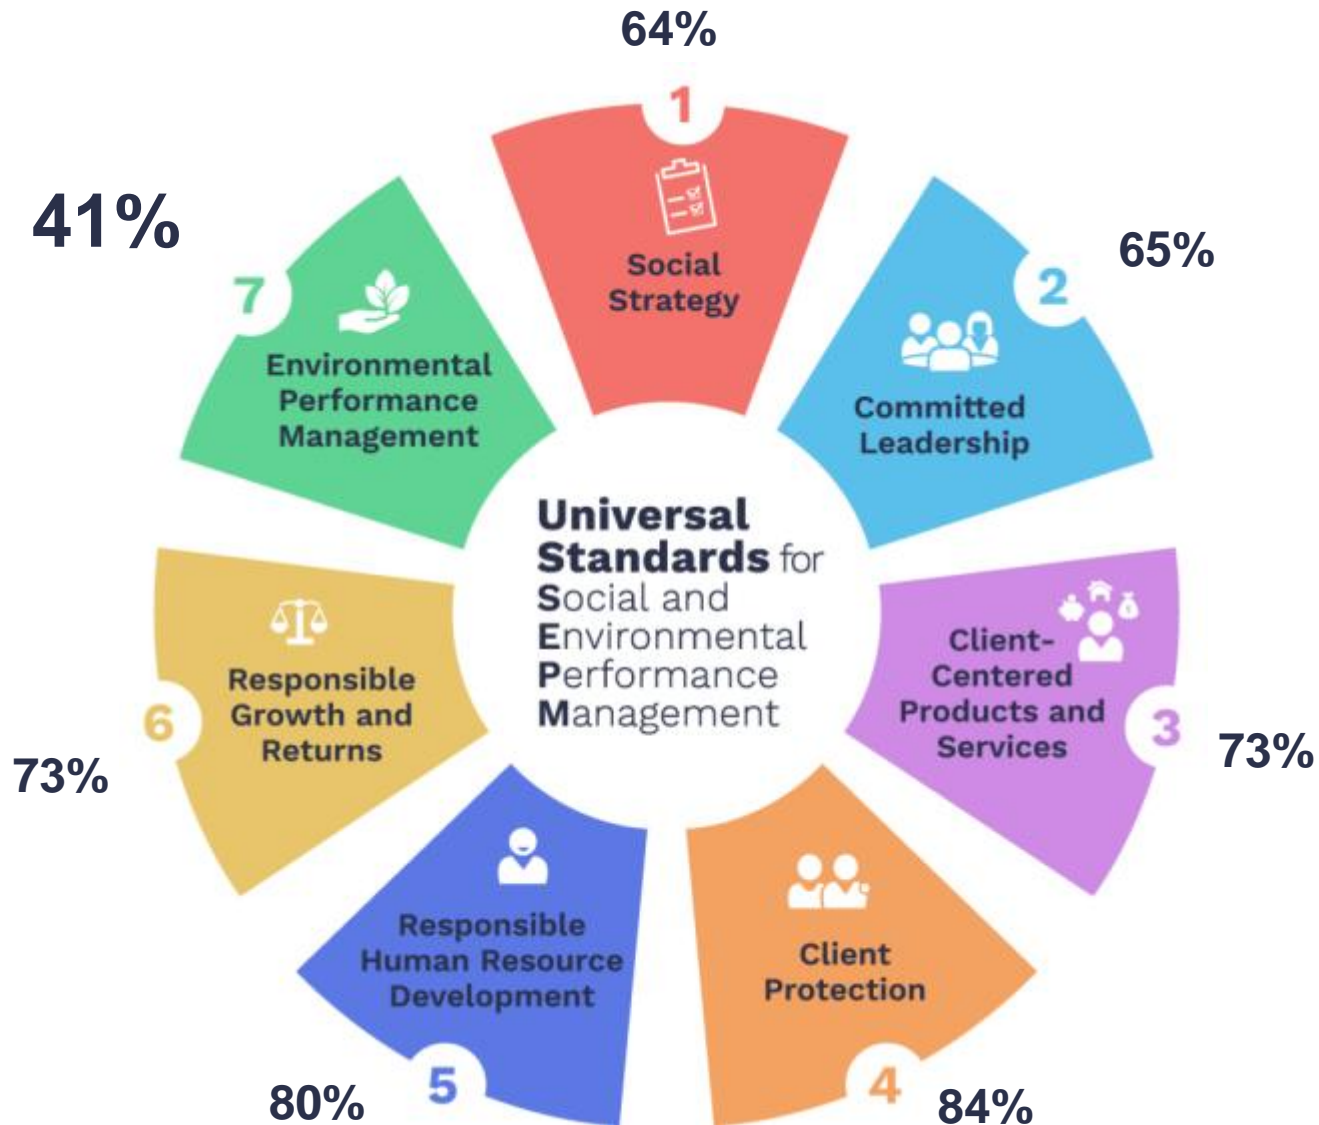 64%
1
Social
Strategy
65%
2
Committed
Leadership
Client-
Centered
Products and
Services
3
73%
Client
Protection
4
84%
Responsible
Human Resource
Development
5
80%
Responsible
Growth and
Returns
6
73%
41%
7
Environmental
Performance
Management
Universal
Standards for
Social and
Environmental
Performance
Management